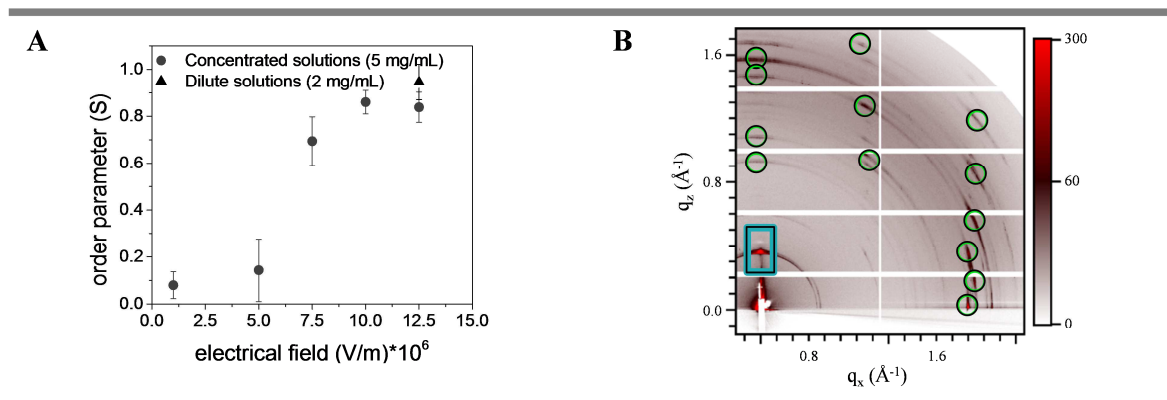 A
Concentrated solutions (5 mg/mL)
Dilute solutions (2 mg/mL)
order parameter (S)
1.0
0.8
0.6
0.4
0.2
0.0
0.0 2.5 5.0 7.5 10.0 12.5 15.0
electrical field (V/m)*10⁶
B
qz (Å⁻¹)
1.6
0.8
0.0
0.8 1.6
qx (Å⁻¹)
300
60
0